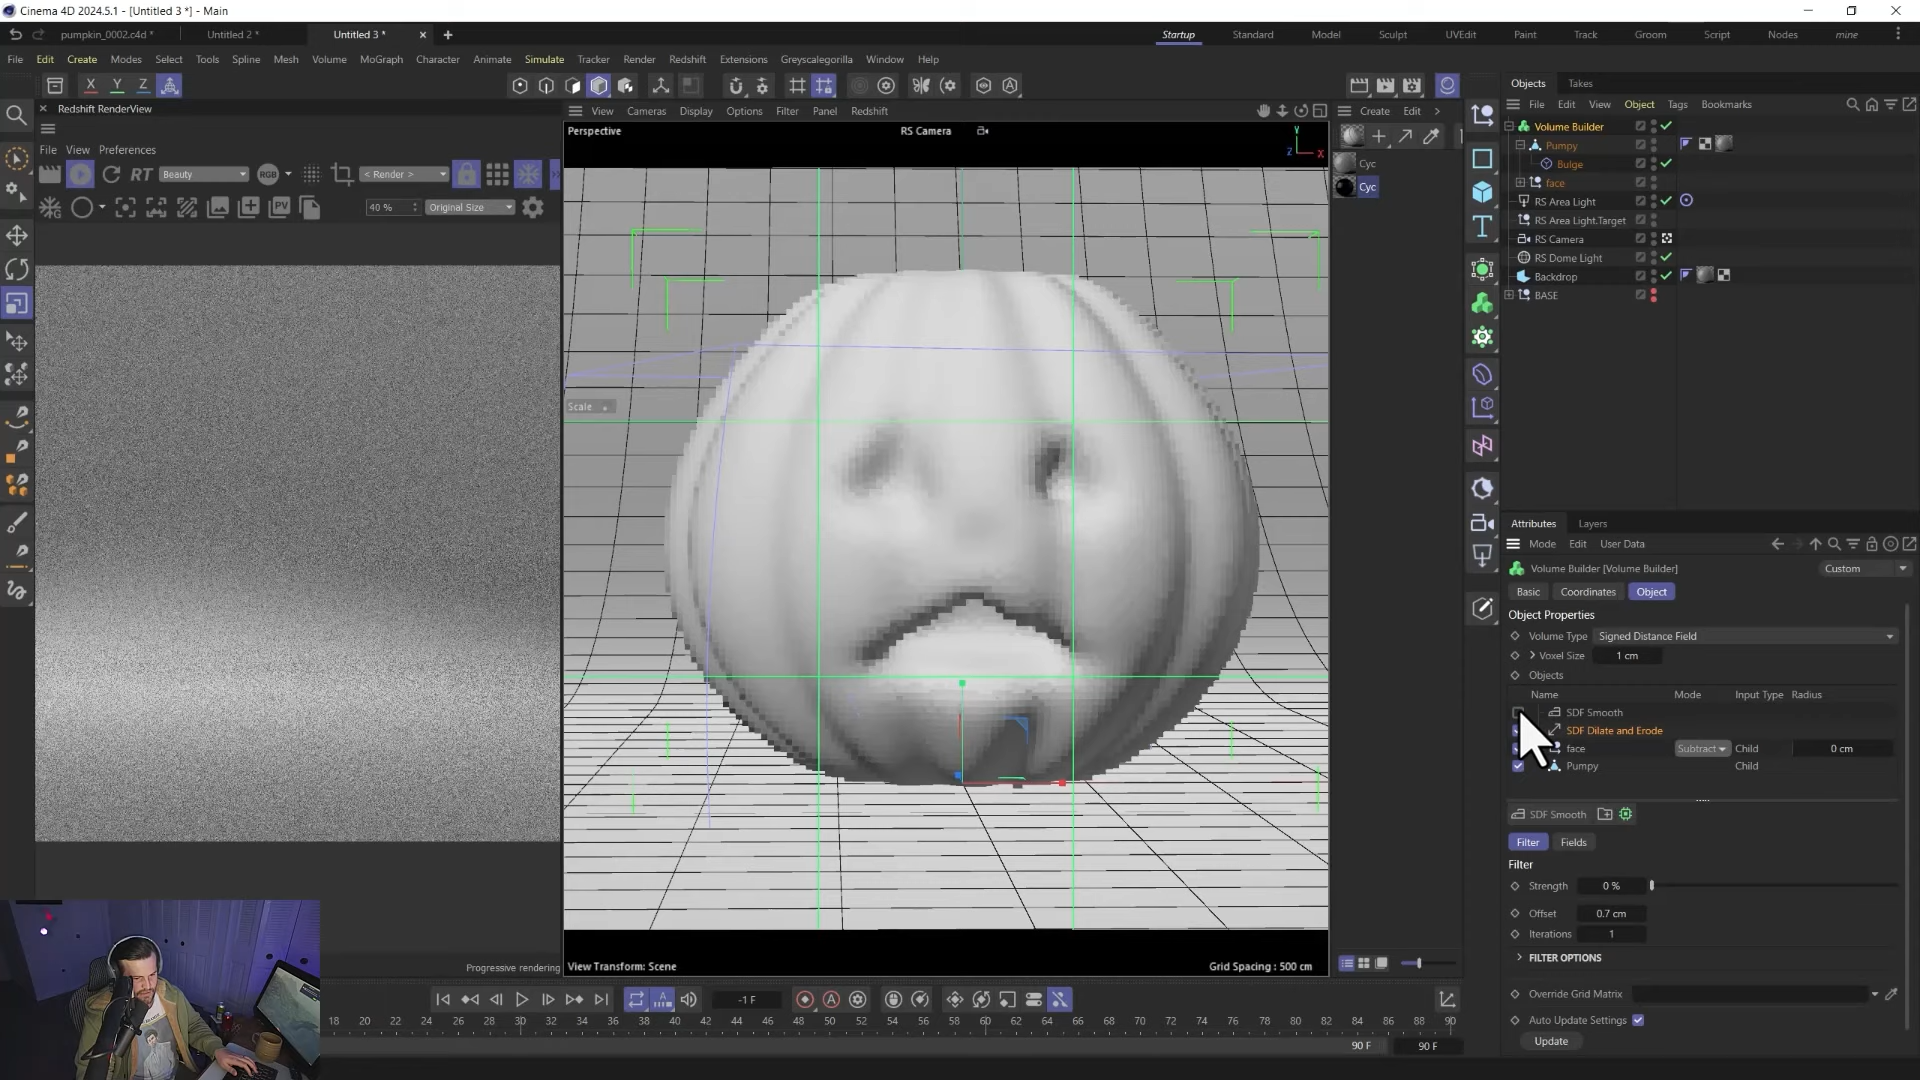 Cinema 4D 2024.5.1 - [Untitled 3 *] - Main
pumpkin_0002.c4d * Untitled 2 * Untitled 3 * Startup Standard Model Sculpt UVEdit Paint Track Groom Script Nodes mine
File Edit Create Modes Select Tools Spline Mesh Volume MoGraph Character Animate Simulate Tracker Render Redshift Extensions Greyscalegorilla Window Help
X Y Z
Objects Takes
Redshift RenderView
View Cameras Display Options Filter Panel Redshift
Create Edit
File Edit View Object Tags Bookmarks
Perspective RS Camera
Y
Z X
File View Preferences
RT Beauty RGB < Render >
PV 40 % Original Size
Cyc
Cyc
Volume Builder
Pumpy
Bulge
face
RS Area Light
RS Area Light.Target
RS Camera
RS Dome Light
Backdrop
BASE
Scale
Attributes Layers
Mode Edit User Data
Volume Builder [Volume Builder] Custom
Basic Coordinates Object
Object Properties
Volume Type Signed Distance Field
Voxel Size 1 cm
Objects
Name Mode Input Type Radius
SDF Smooth
SDF Dilate and Erode
face Subtract Child 0 cm
Pumpy Child
SDF Smooth
Filter Fields
Filter
Strength 0 %
Offset 0.7 cm
Iterations 1
FILTER OPTIONS
Override Grid Matrix
Auto Update Settings
Update
Progressive rendering
View Transform: Scene Grid Spacing : 500 cm
-1 F
18 20 22 24 26 28 30 32 34 36 38 40 42 44 46 48 50 52 54 56 58 60 62 64 66 68 70 72 74 76 78 80 82 84 86 88 90
90 F 90 F